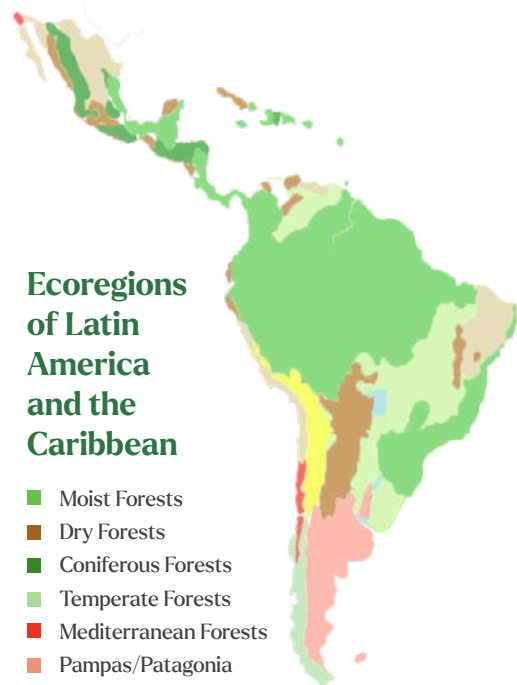 Ecoregions
of Latin
America
and the
Caribbean
Moist Forests
Dry Forests
Coniferous Forests
Temperate Forests
Mediterranean Forests
Pampas/Patagonia